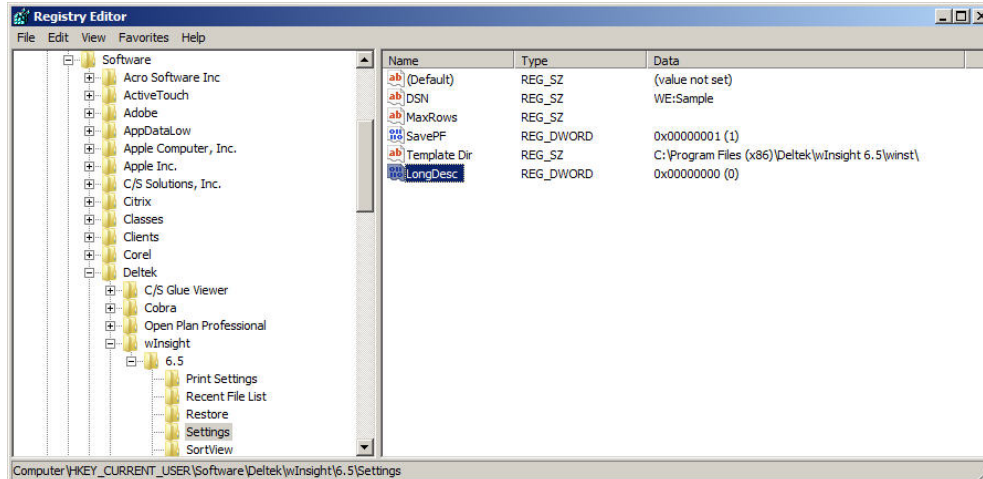 Registry Editor
File Edit View Favorites Help
Software
Acro Software Inc
ActiveTouch
Adobe
AppDataLow
Apple Computer, Inc.
Apple Inc.
C/S Solutions, Inc.
Citrix
Classes
Clients
Corel
Deltek
C/S Glue Viewer
Cobra
Open Plan Professional
wInsight
6.5
Print Settings
Recent File List
Restore
Settings
SortView
Name Type Data
(Default) REG_SZ (value not set)
DSN REG_SZ WE:Sample
MaxRows REG_SZ
SavePF REG_DWORD 0x00000001 (1)
Template Dir REG_SZ C:\Program Files (x86)\Deltek\wInsight 6.5\winst\
LongDesc REG_DWORD 0x00000000 (0)
Computer\HKEY_CURRENT_USER\Software\Deltek\wInsight\6.5\Settings